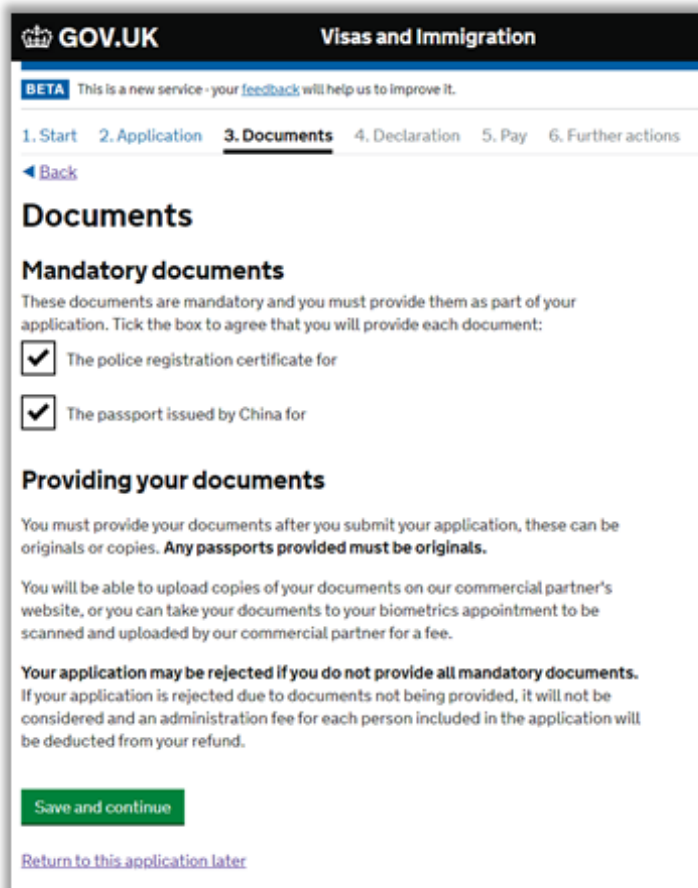 GOV.UK Visas and Immigration
BETA This is a new service - your feedback will help us to improve it.
1. Start 2. Application 3. Documents 4. Declaration 5. Pay 6. Further actions
Back
Documents
Mandatory documents
These documents are mandatory and you must provide them as part of your
application. Tick the box to agree that you will provide each document:
The police registration certificate for
The passport issued by China for
Providing your documents
You must provide your documents after you submit your application, these can be
originals or copies. Any passports provided must be originals.
You will be able to upload copies of your documents on our commercial partner's
website, or you can take your documents to your biometrics appointment to be
scanned and uploaded by our commercial partner for a fee.
Your application may be rejected if you do not provide all mandatory documents.
If your application is rejected due to documents not being provided, it will not be
considered and an administration fee for each person included in the application will
be deducted from your refund.
Save and continue
Return to this application later